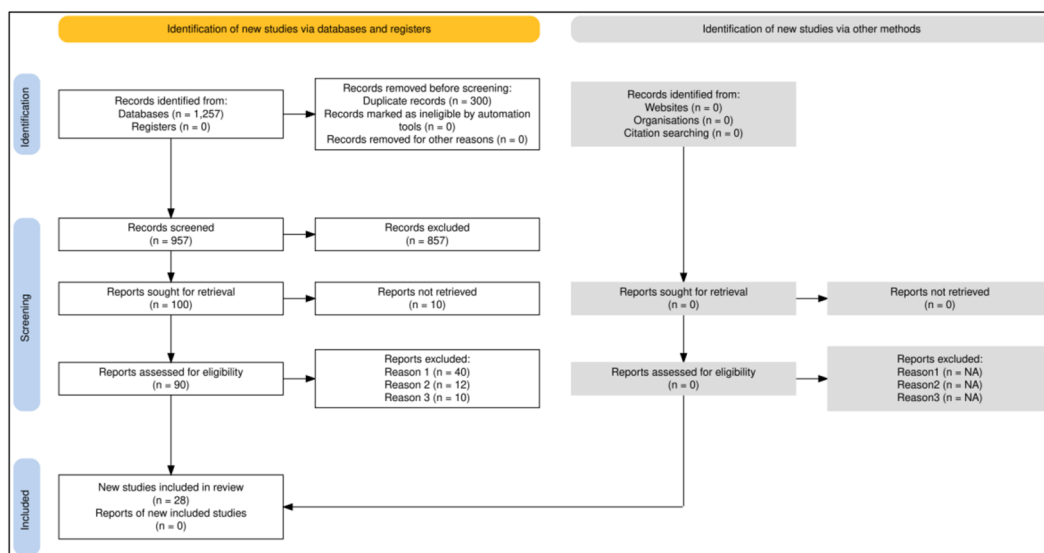 Identification of new studies via databases and registers
Identification of new studies via other methods
Identification
Records identified from:
Databases (n = 1,257)
Registers (n = 0)
Records removed before screening:
Duplicate records (n = 300)
Records marked as ineligible by automation
tools (n = 0)
Records removed for other reasons (n = 0)
Records identified from:
Websites (n = 0)
Organisations (n = 0)
Citation searching (n = 0)
Screening
Records screened
(n = 957)
Records excluded
(n = 857)
Reports sought for retrieval
(n = 100)
Reports not retrieved
(n = 10)
Reports sought for retrieval
(n = 0)
Reports not retrieved
(n = 0)
Reports assessed for eligibility
(n = 90)
Reports excluded:
Reason 1 (n = 40)
Reason 2 (n = 12)
Reason 3 (n = 10)
Reports assessed for eligibility
(n = 0)
Reports excluded:
Reason1 (n = NA)
Reason2 (n = NA)
Reason3 (n = NA)
Included
New studies included in review
(n = 28)
Reports of new included studies
(n = 0)